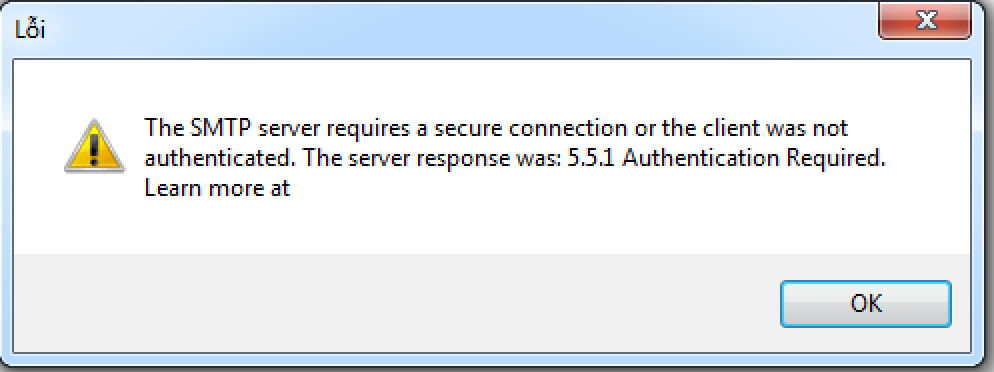 Lỗi
The SMTP server requires a secure connection or the client was not
authenticated. The server response was: 5.5.1 Authentication Required.
Learn more at
OK